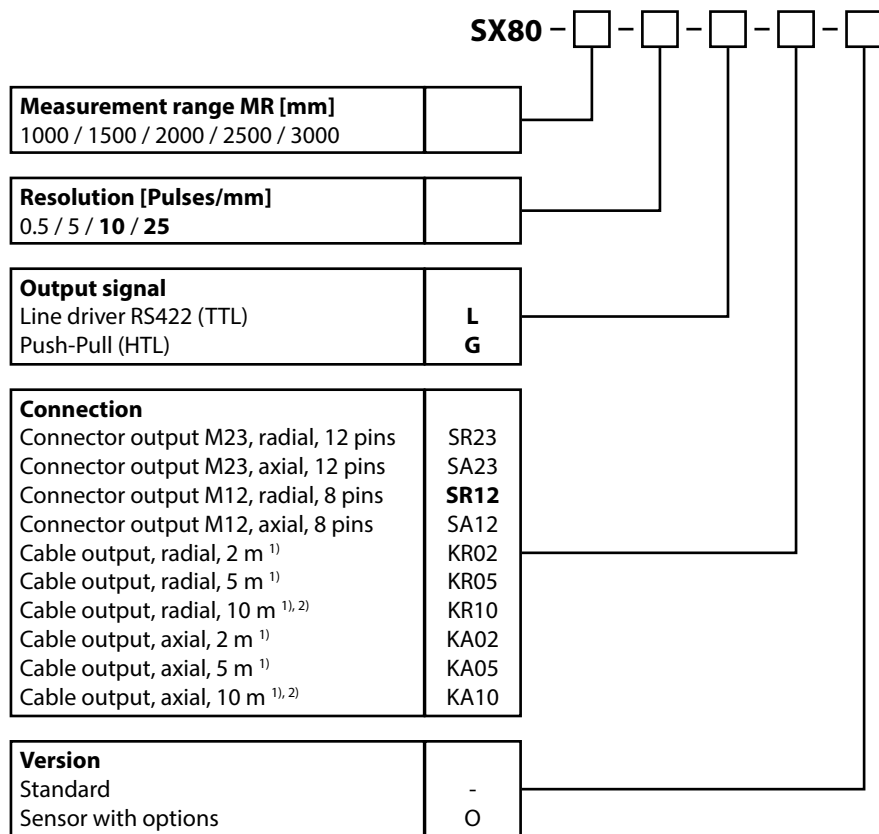 SX80 – – – – –
Measurement range MR [mm]
1000 / 1500 / 2000 / 2500 / 3000
Resolution [Pulses/mm]
0.5 / 5 / 10 / 25
Output signal
Line driver RS422 (TTL) L
Push-Pull (HTL) G
Connection
Connector output M23, radial, 12 pins SR23
Connector output M23, axial, 12 pins SA23
Connector output M12, radial, 8 pins SR12
Connector output M12, axial, 8 pins SA12
Cable output, radial, 2 m 1) KR02
Cable output, radial, 5 m 1) KR05
Cable output, radial, 10 m 1), 2) KR10
Cable output, axial, 2 m 1) KA02
Cable output, axial, 5 m 1) KA05
Cable output, axial, 10 m 1), 2) KA10
Version
Standard -
Sensor with options O